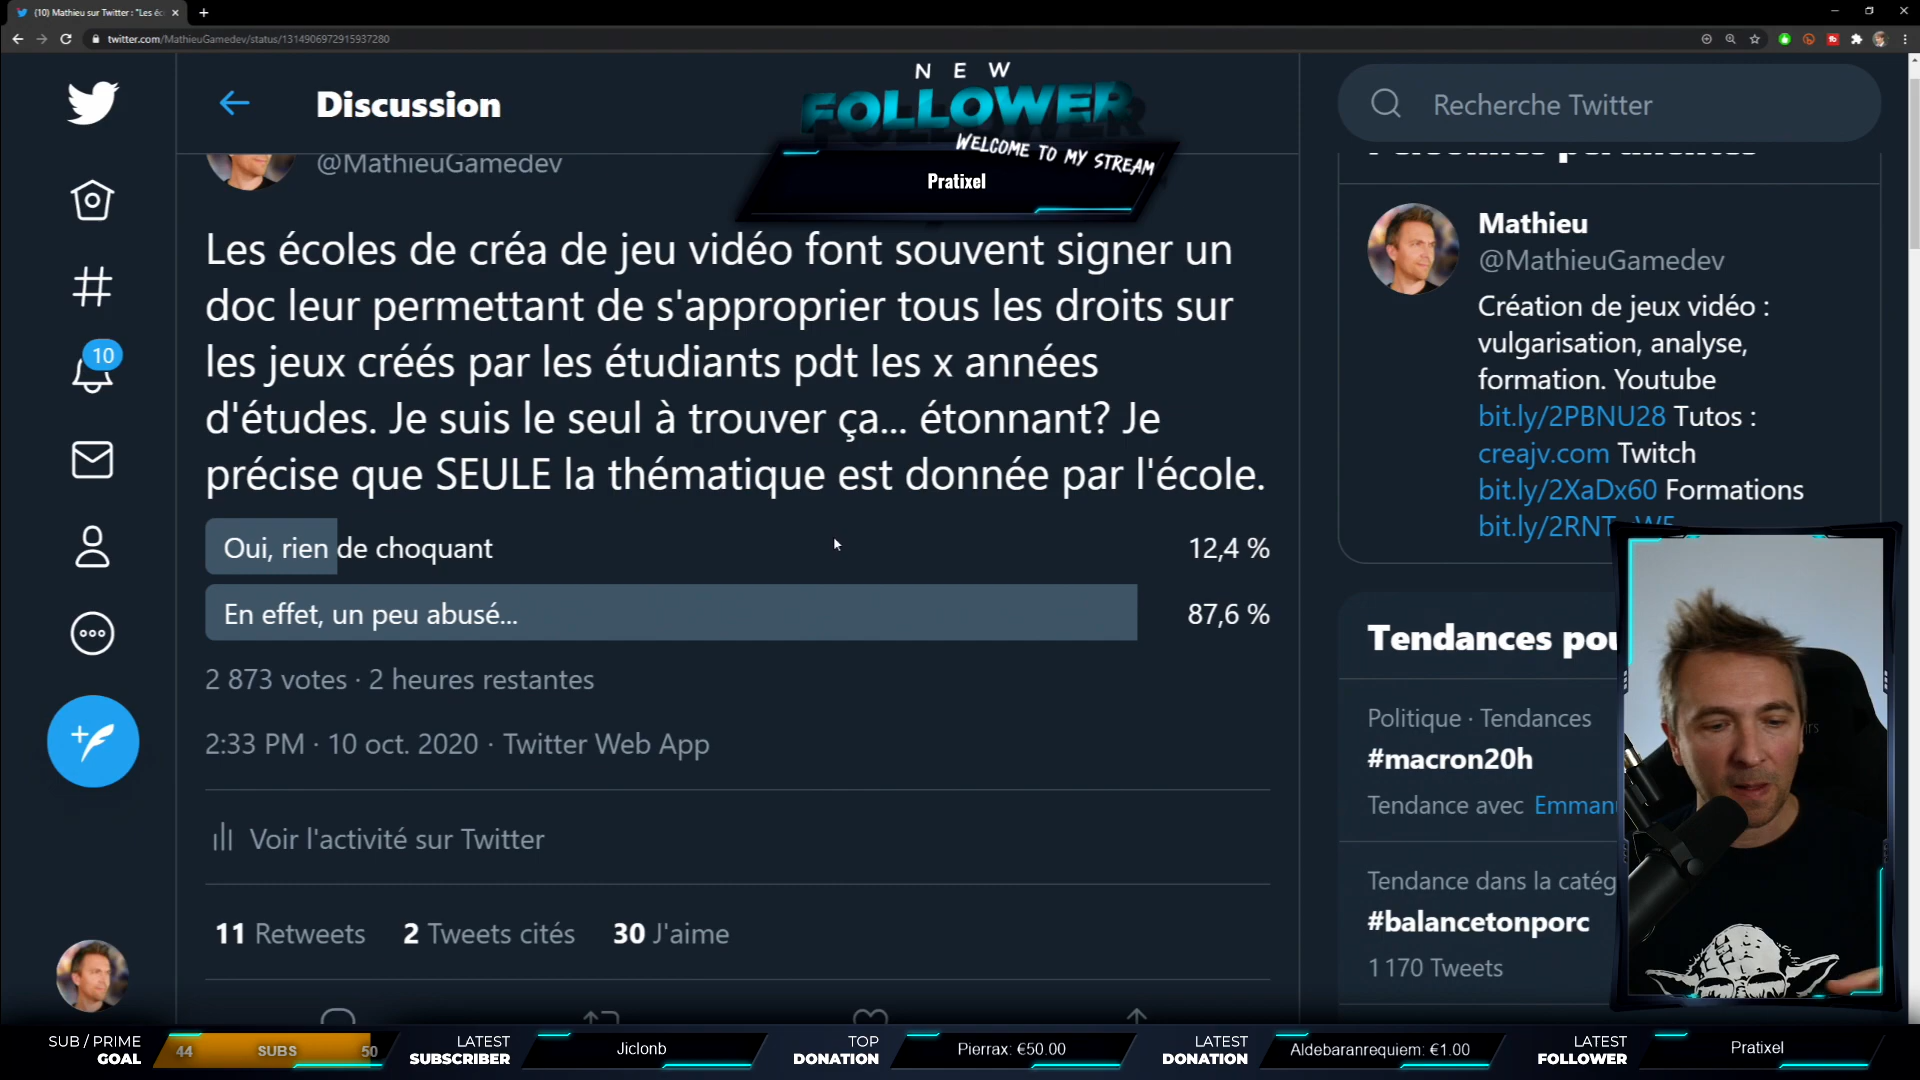 (10) Mathieu sur Twitter : "Les éc
twitter.com/MathieuGamedev/status/1314906972915937280
Discussion
@MathieuGamedev
NEW
FOLLOWER
WELCOME TO MY STREAM
Pratixel
Recherche Twitter
Les écoles de créa de jeu vidéo font souvent signer un
doc leur permettant de s'approprier tous les droits sur
les jeux créés par les étudiants pdt les x années
d'études. Je suis le seul à trouver ça... étonnant? Je
précise que SEULE la thématique est donnée par l'école.
Oui, rien de choquant 12,4 %
En effet, un peu abusé... 87,6 %
2 873 votes · 2 heures restantes
2:33 PM · 10 oct. 2020 · Twitter Web App
Voir l'activité sur Twitter
11 Retweets 2 Tweets cités 30 J'aime
10
Mathieu
@MathieuGamedev
Création de jeux vidéo :
vulgarisation, analyse,
formation. Youtube
bit.ly/2PBNU28 Tutos :
creajv.com Twitch
bit.ly/2XaDx60 Formations
Tendances pou
Politique · Tendances
#macron20h
Tendance avec Emmanu
Tendance dans la catég
#balancetonporc
1 170 Tweets
SUB / PRIME
GOAL
44 SUBS 50
LATEST
SUBSCRIBER
Jiclonb
TOP
DONATION
Pierrax: €50.00
LATEST
DONATION
Aldebaranrequiem: €1.00
LATEST
FOLLOWER
Pratixel